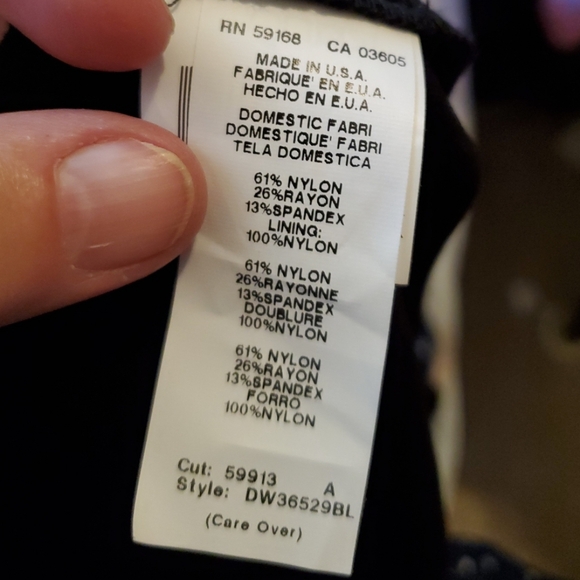 RN 59168 CA 03605
MADE IN U.S.A.
FABRIQUE' EN E.U.A.
HECHO EN E.U.A.
DOMESTIC FABRI
DOMESTIQUE' FABRI
TELA DOMESTICA
61% NYLON
26%RAYON
13%SPANDEX
LINING:
100%NYLON
61% NYLON
26%RAYONNE
13%SPANDEX
DOUBLURE
100%NYLON
61% NYLON
26%RAYON
13%SPANDEX
FORRO
100%NYLON
Cut: 59913 A
Style: DW36529BL
(Care Over)